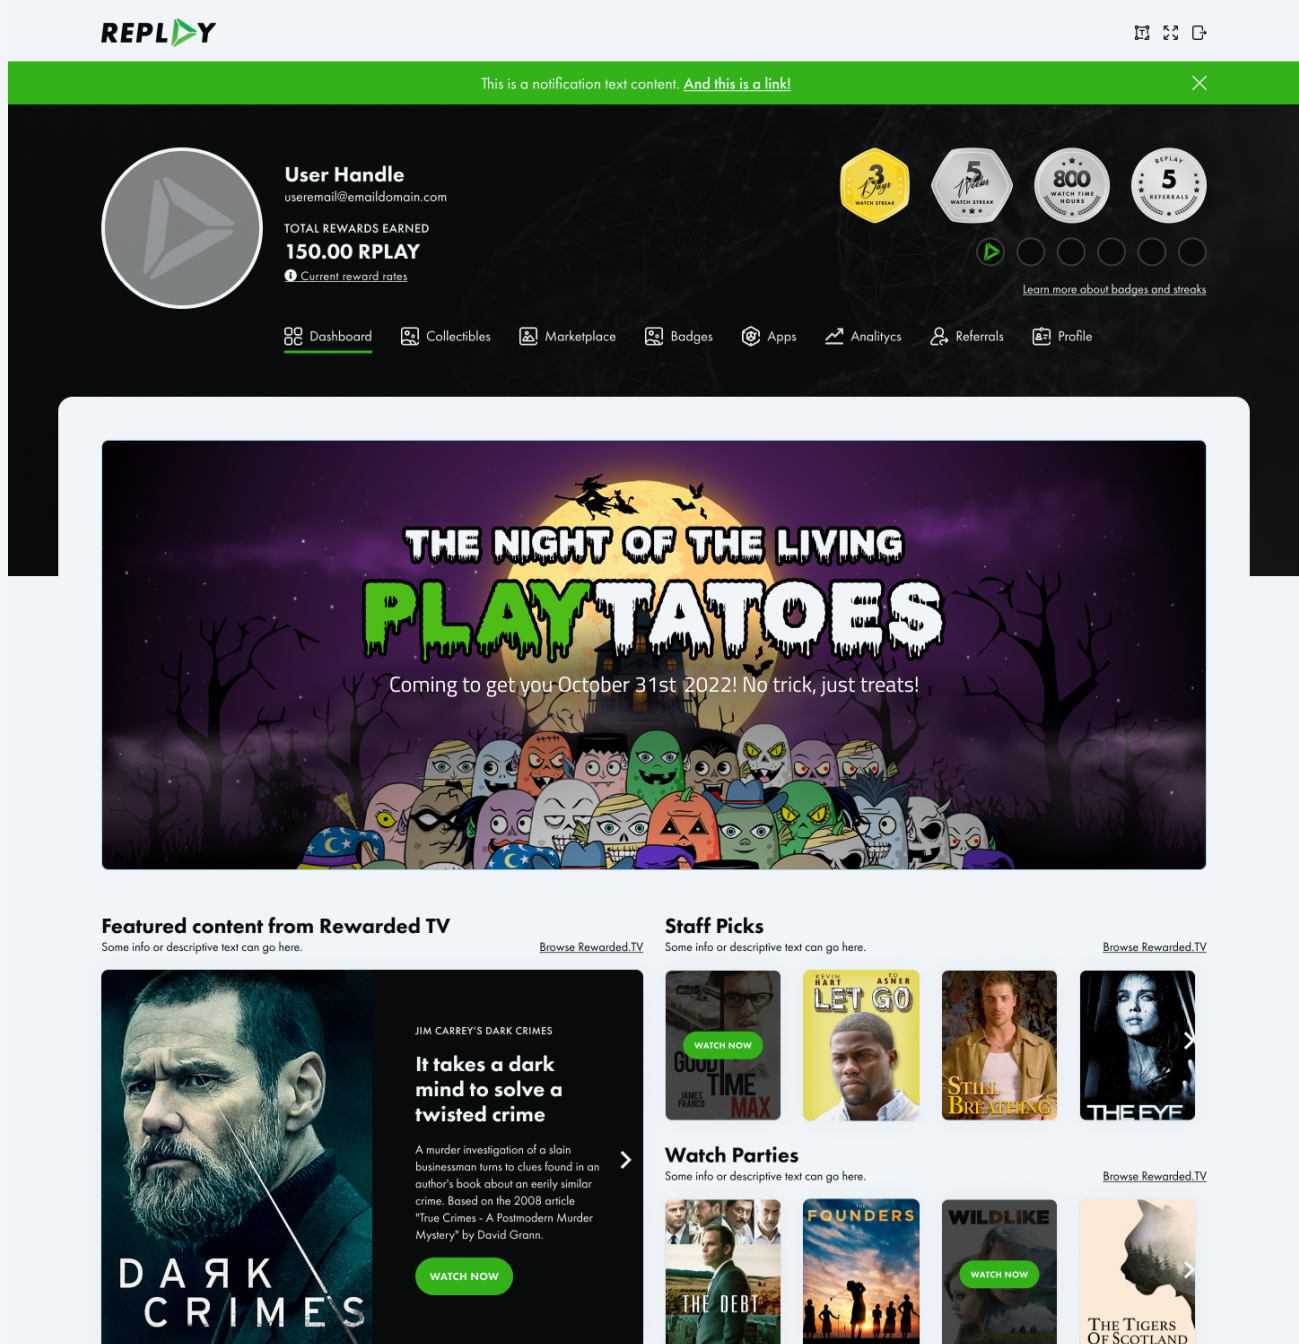 REPLAY
This is a notification text content. And this is a link!
User Handle
useremail@emaildomain.com
TOTAL REWARDS EARNED
150.00 RPLAY
Current reward rates
3
Days
WATCH STREAK
5
Weeks
WATCH STREAK
800
WATCH TIME
HOURS
REPLAY
5
REFERRALS
Learn more about badges and streaks
Dashboard
Collectibles
Marketplace
Badges
Apps
Analitycs
Referrals
Profile
THE NIGHT OF THE LIVING
PLAYTATOES
Coming to get you October 31st 2022! No trick, just treats!
Featured content from Rewarded TV
Some info or descriptive text can go here.
Browse Rewarded.TV
JIM CARREY'S DARK CRIMES
It takes a dark
mind to solve a
twisted crime
A murder investigation of a slain
businessman turns to clues found in an
author's book about an eerily similar
crime. Based on the 2008 article
"True Crimes - A Postmodern Murder
Mystery" by David Grann.
WATCH NOW
DARK
CRIMES
Staff Picks
Some info or descriptive text can go here.
Browse Rewarded.TV
WATCH NOW
GOOD
TIME
MAX
JAMES
FRANCO
KEVIN
HART
ED
ASNER
LET GO
STILL
BREATHING
THE EYE
Watch Parties
Some info or descriptive text can go here.
Browse Rewarded.TV
THE DEBT
FOUNDERS
WILDLIKE
WATCH NOW
THE TIGERS
OF SCOTLAND